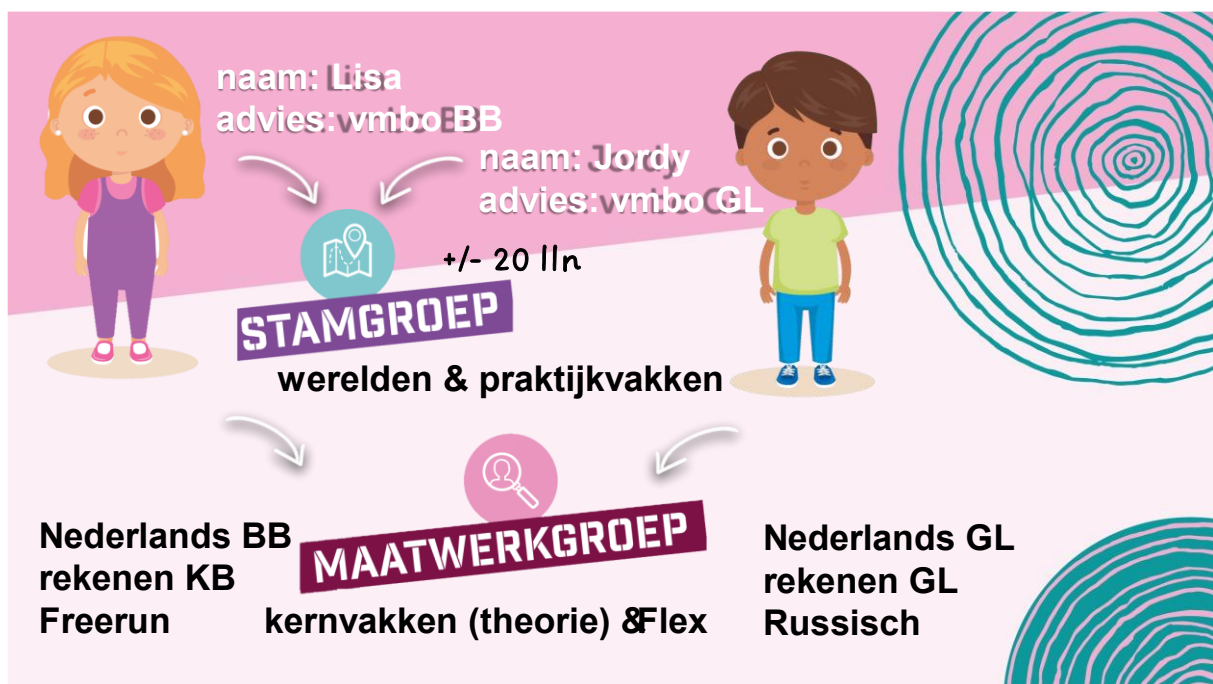 naam: Lisa
advies: vmbo BB
naam: Jordy
advies: vmbo GL
+/- 20 lln
STAMGROEP
werelden & praktijkvakken
MAATWERKGROEP
kernvakken (theorie) &Flex
Nederlands BB
rekenen KB
Freerun
Nederlands GL
rekenen GL
Russisch